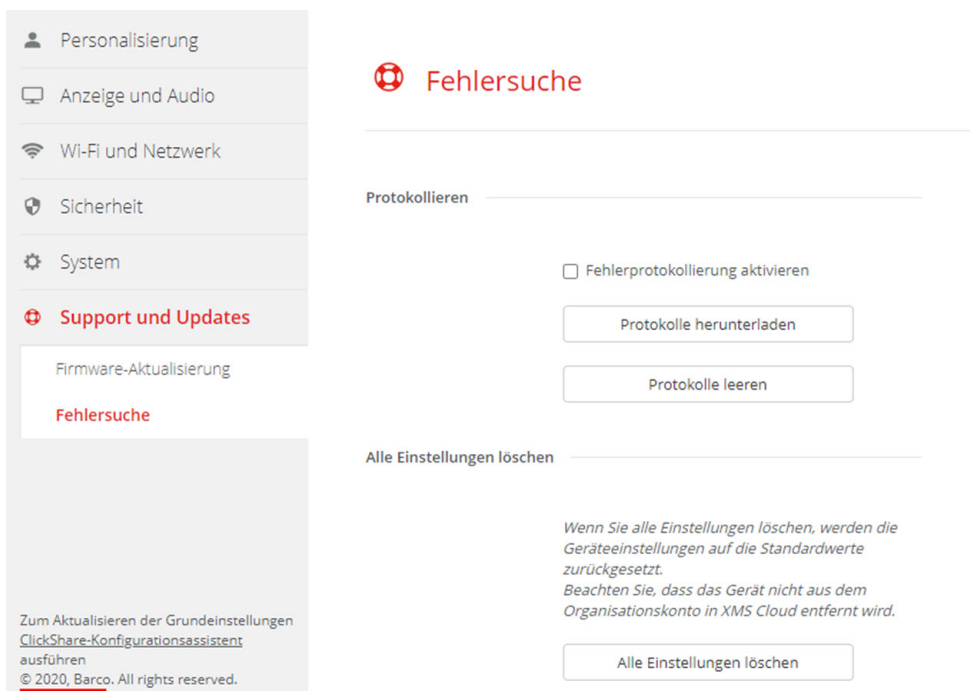 Personalisierung
Anzeige und Audio
Wi-Fi und Netzwerk
Sicherheit
System
Support und Updates
Firmware-Aktualisierung
Fehlersuche
Zum Aktualisieren der Grundeinstellungen
ClickShare-Konfigurationsassistent
ausführen
© 2020, Barco. All rights reserved.
Fehlersuche
Protokollieren
Fehlerprotokollierung aktivieren
Protokolle herunterladen
Protokolle leeren
Alle Einstellungen löschen
Wenn Sie alle Einstellungen löschen, werden die
Geräteeinstellungen auf die Standardwerte
zurückgesetzt.
Beachten Sie, dass das Gerät nicht aus dem
Organisationskonto in XMS Cloud entfernt wird.
Alle Einstellungen löschen